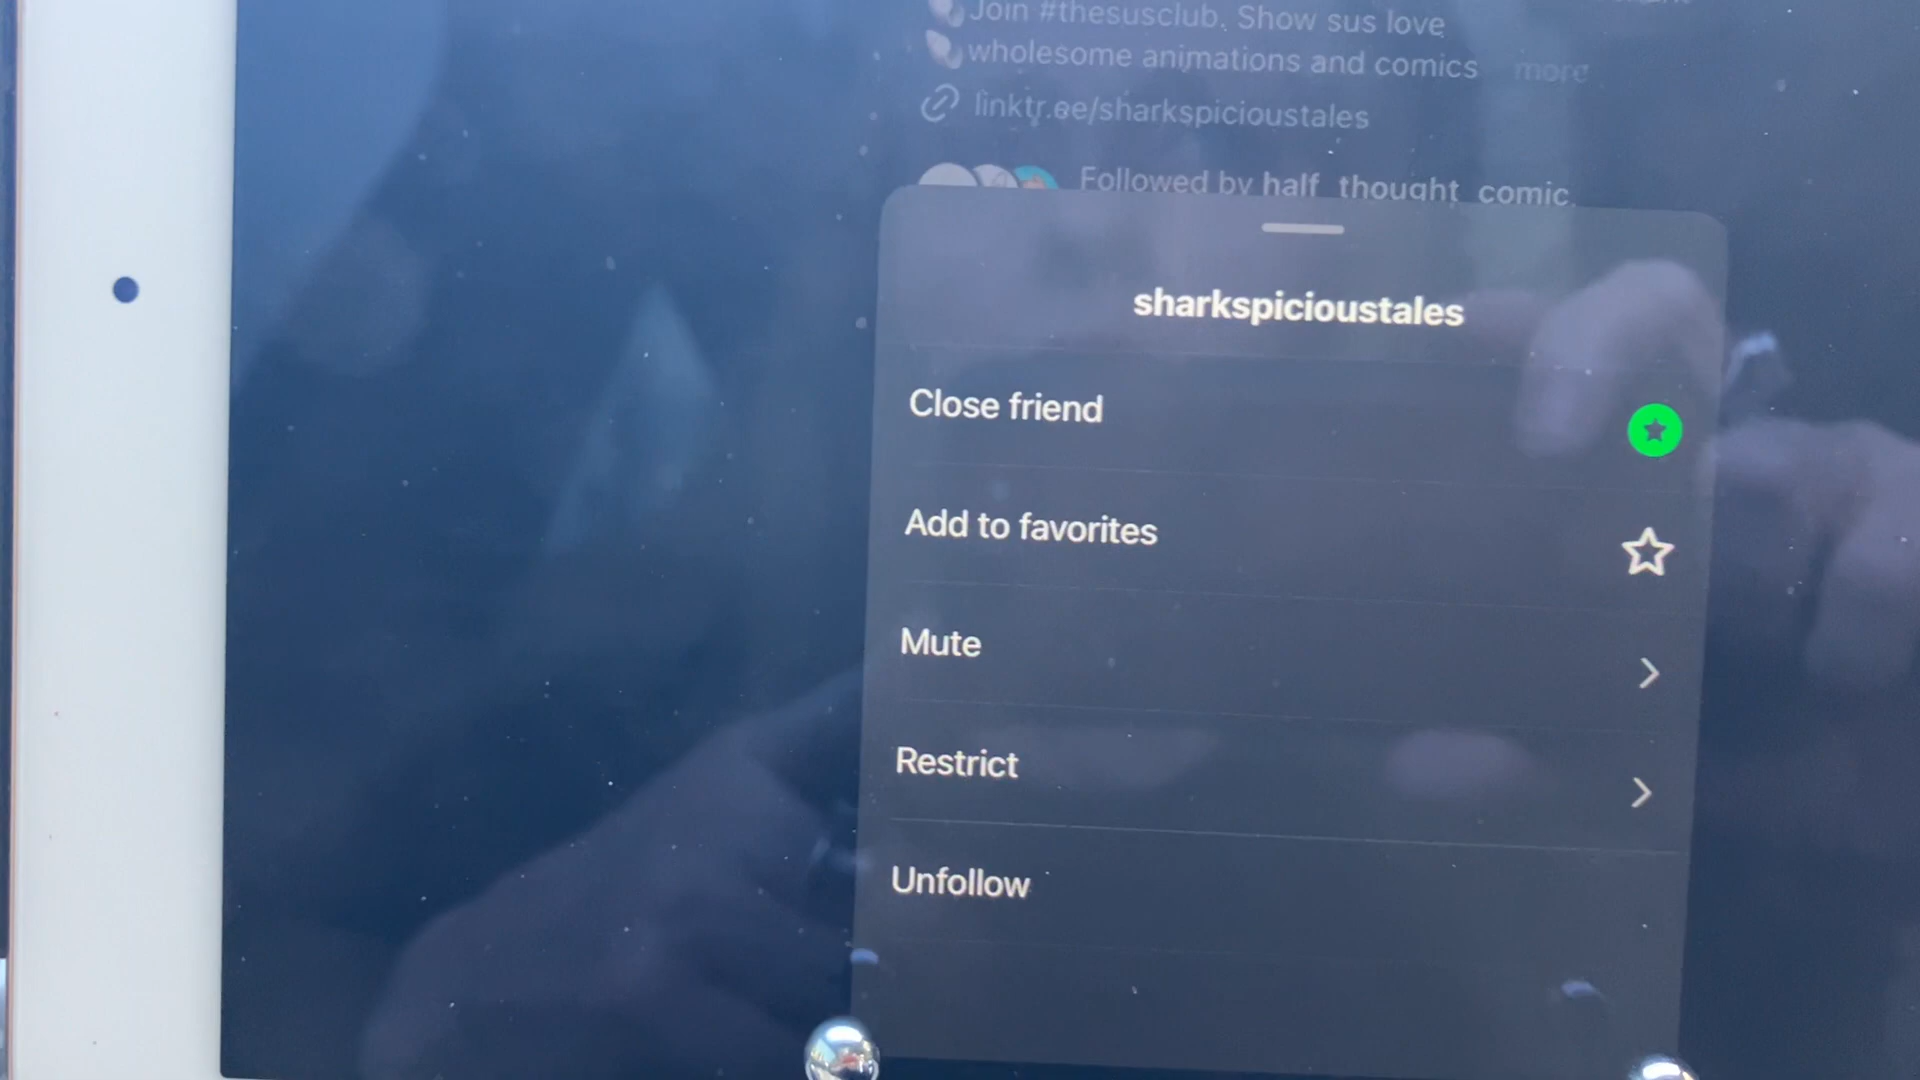 Join #thesusclub. Show sus love
wholesome animations and comics more
linktr.ee/sharkspicioustales
Followed by half_thought_comic,
sharkspicioustales
Close friend
Add to favorites
Mute
Restrict
Unfollow